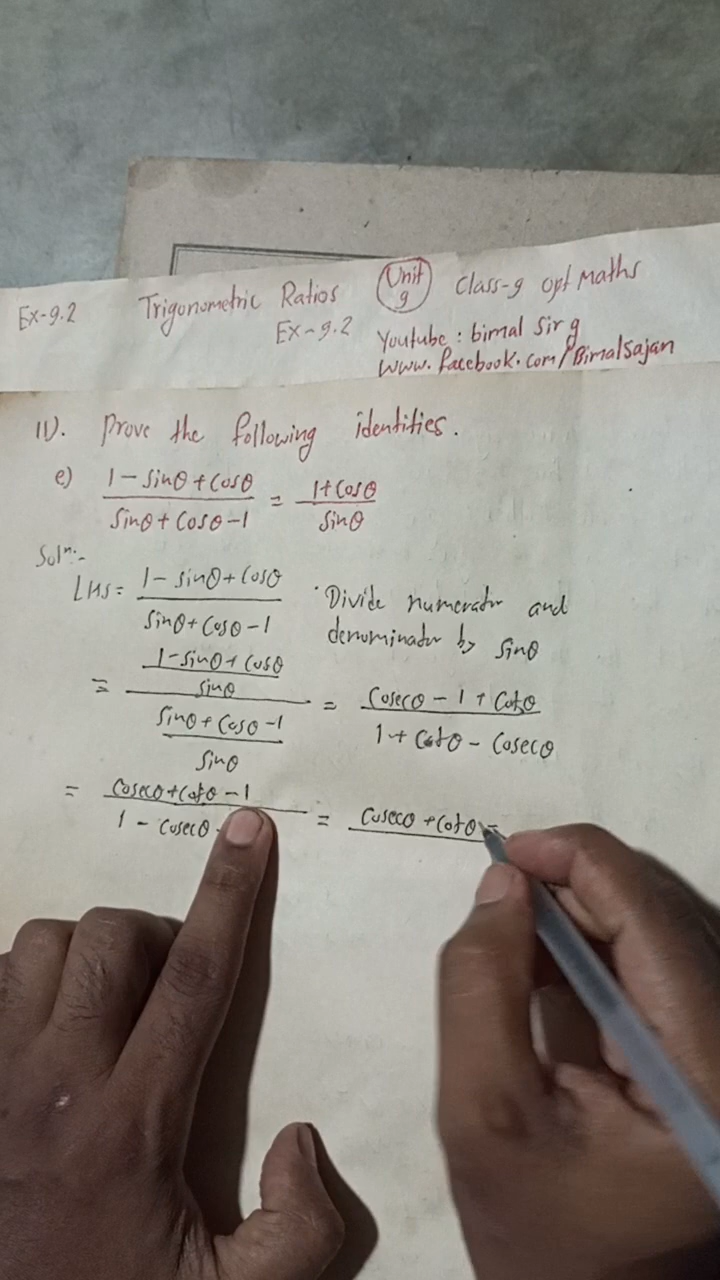 Ex-9.2 Trigonometric Ratios Unit 9 Class-9 opt maths
Ex-9.2 Youtube : bimal sir g
www.facebook.com/Bimalsajan
11). Prove the following identities.
e) (1 - sinθ + cosθ)/(sinθ + cosθ - 1) = (1 + cosθ)/sinθ
Solⁿ:-
LHS = (1 - sinθ + cosθ)/(sinθ + cosθ - 1) Divide numerator and
denominator by sinθ
= ((1 - sinθ + cosθ)/sinθ)/((sinθ + cosθ - 1)/sinθ) = (cosecθ - 1 + cotθ)/(1 + cotθ - cosecθ)
= (cosecθ + cotθ - 1)/(1 - cosecθ = cosecθ + cotθ -